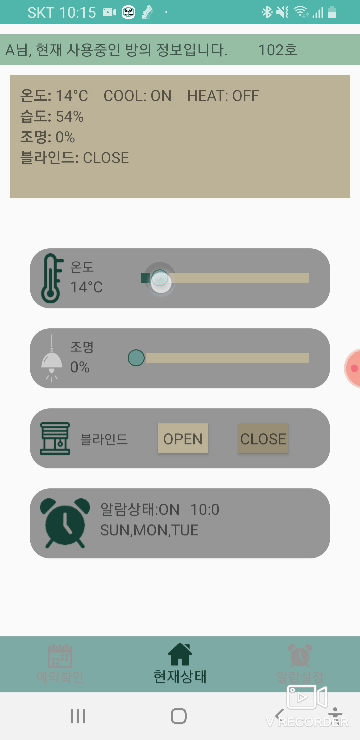 SKT 10:15
A님, 현재 사용중인 방의 정보입니다. 102호
온도: 14°C COOL: ON HEAT: OFF
습도: 54%
조명: 0%
블라인드: CLOSE
온도
14°C
조명
0%
블라인드 OPEN CLOSE
알람상태:ON 10:0
SUN,MON,TUE
현재상태
V RECORDER